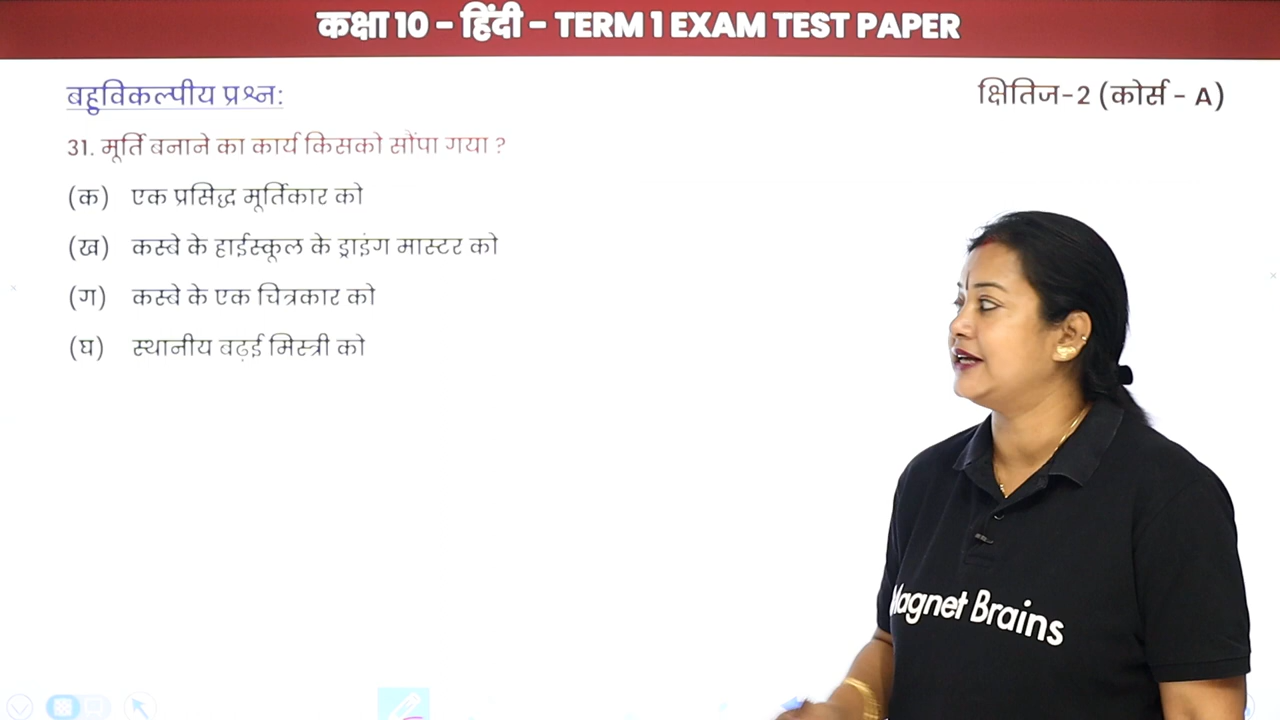 कक्षा 10 - हिंदी - TERM 1 EXAM TEST PAPER
बहुविकल्पीय प्रश्न:
क्षितिज-2 (कोर्स - A)
31. मूर्ति बनाने का कार्य किसको सौंपा गया ?
(क) एक प्रसिद्ध मूर्तिकार को
(ख) कस्बे के हाईस्कूल के ड्राइंग मास्टर को
(ग) कस्बे के एक चित्रकार को
(घ) स्थानीय बढ़ई मिस्त्री को
Magnet Brains